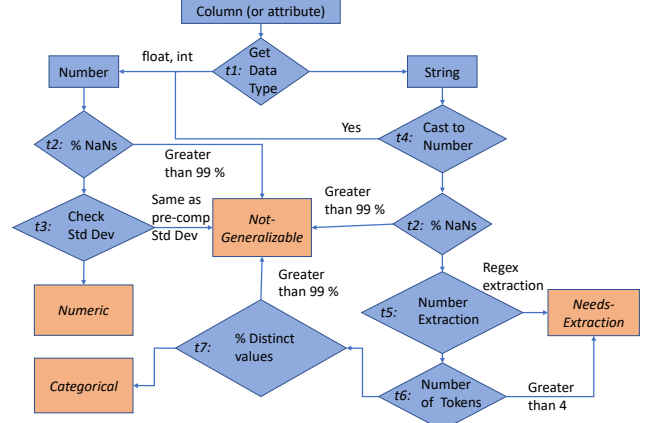 Column (or attribute)
t1: Get
Data
Type
float, int
Number
String
t2: % NaNs
Yes
t4: Cast to
Number
Greater
than 99 %
t3: Check
Std Dev
Same as
pre-comp
Std Dev
Not-
Generalizable
Greater
than 99 %
t2: % NaNs
Numeric
Greater
than 99 %
t5: Number
Extraction
Regex
extraction
Needs-
Extraction
t7: % Distinct
values
Categorical
t6: Number
of Tokens
Greater
than 4